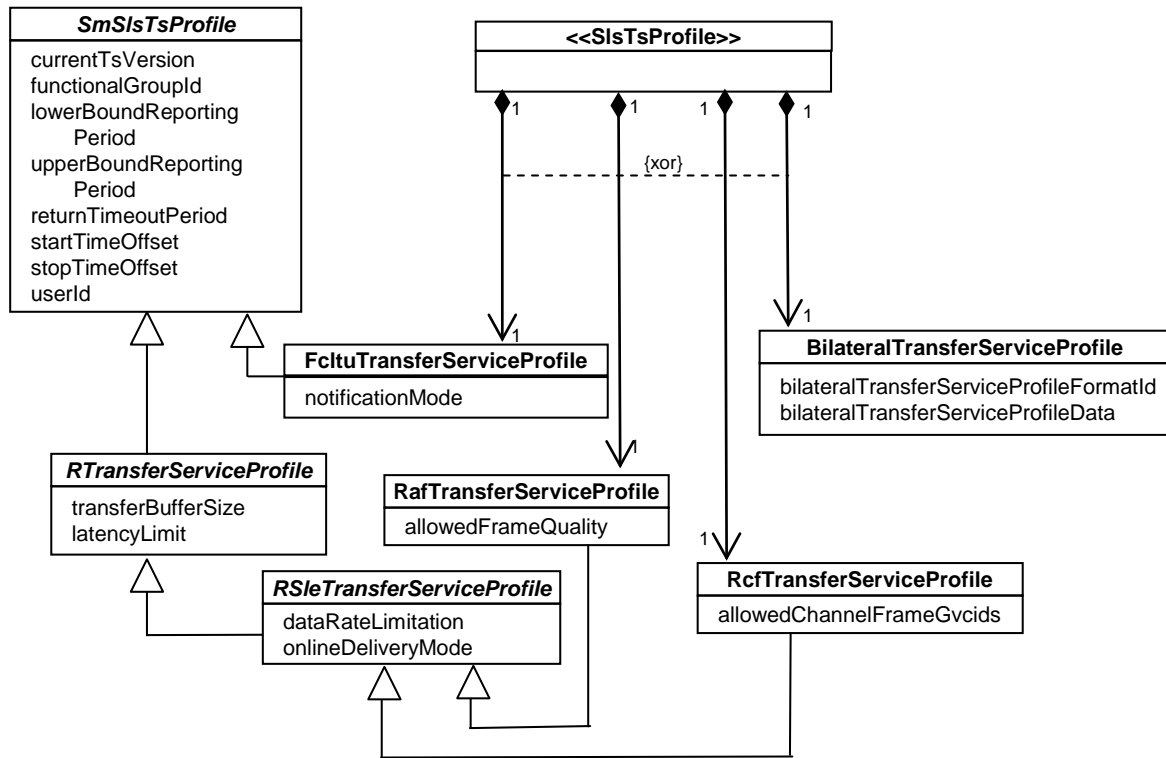 SmSlsTsProfile
currentTsVersion
functionalGroupId
lowerBoundReporting
Period
upperBoundReporting
Period
returnTimeoutPeriod
startTimeOffset
stopTimeOffset
userId
<<SlsTsProfile>>
1
1
1
1
{xor}
1
FcltuTransferServiceProfile
notificationMode
1
BilateralTransferServiceProfile
bilateralTransferServiceProfileFormatId
bilateralTransferServiceProfileData
RTransferServiceProfile
transferBufferSize
latencyLimit
1
RafTransferServiceProfile
allowedFrameQuality
1
RcfTransferServiceProfile
allowedChannelFrameGvcids
RSleTransferServiceProfile
dataRateLimitation
onlineDeliveryMode